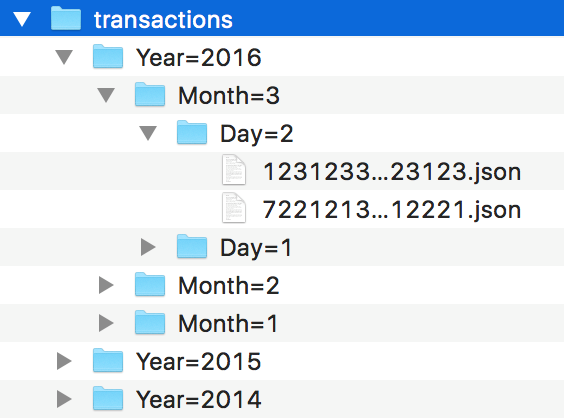 transactions
Year=2016
Month=3
Day=2
1231233...23123.json
7221213...12221.json
Day=1
Month=2
Month=1
Year=2015
Year=2014